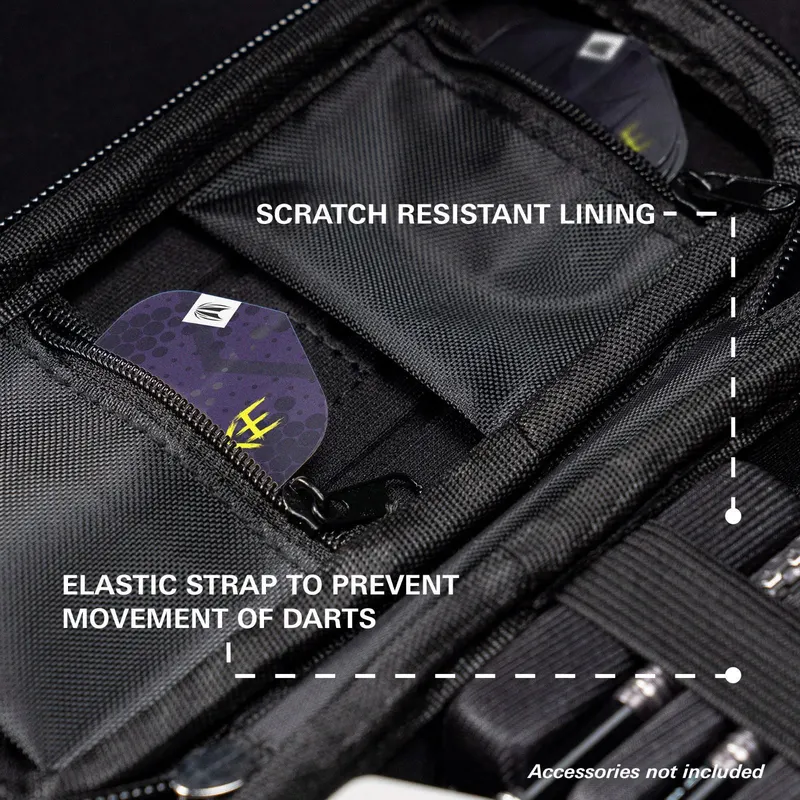 SCRATCH RESISTANT LINING
ELASTIC STRAP TO PREVENT
MOVEMENT OF DARTS
Accessories not included